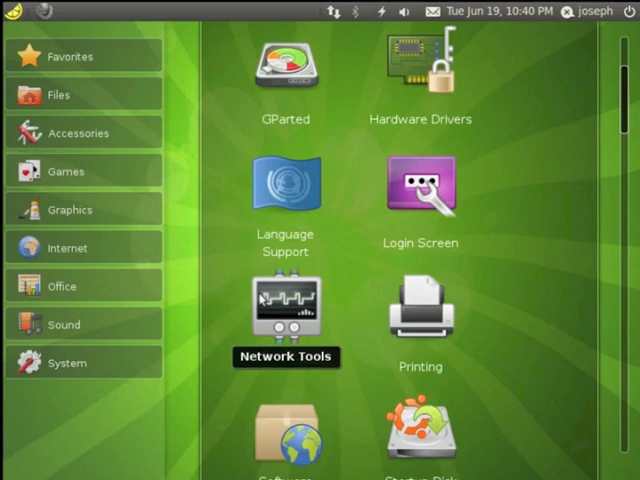 Tue Jun 19, 10:40 PM joseph
Favorites
Files
Accessories
Games
Graphics
Internet
Office
Sound
System
GParted
Hardware Drivers
Language
Support
Login Screen
Network Tools
Printing